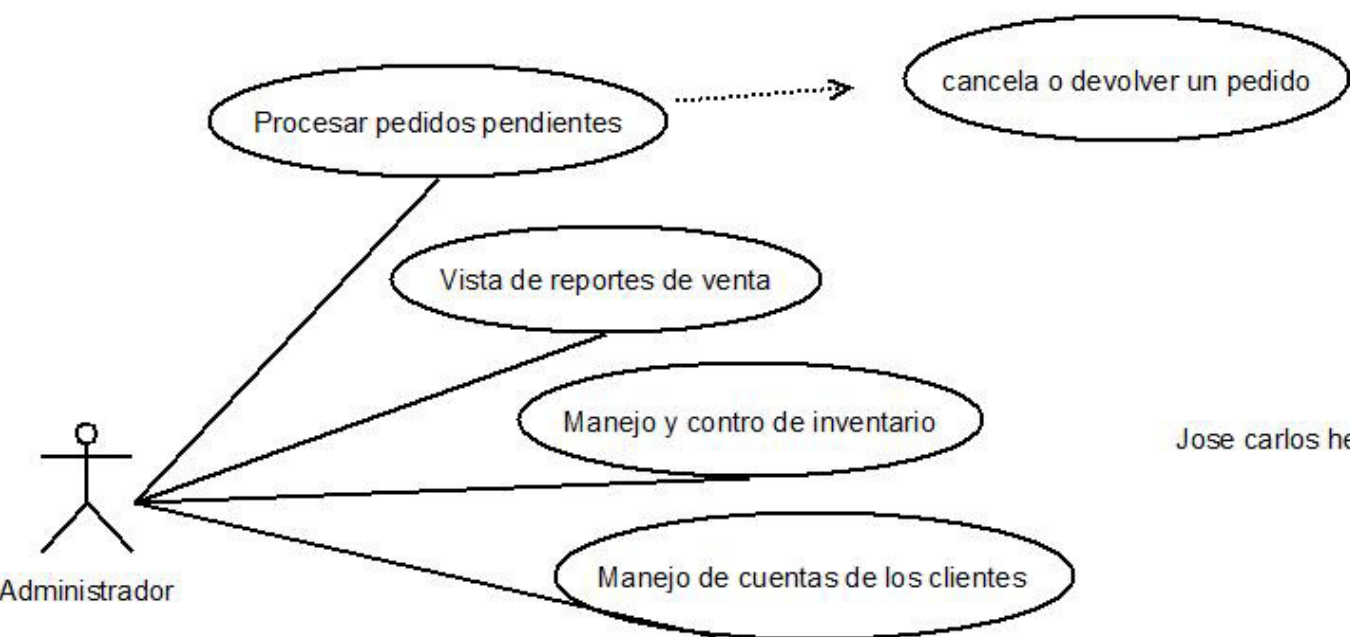 cancela o devolver un pedido
Procesar pedidos pendientes
Vista de reportes de venta
Manejo y contro de inventario
Jose carlos he
Manejo de cuentas de los clientes
Administrador